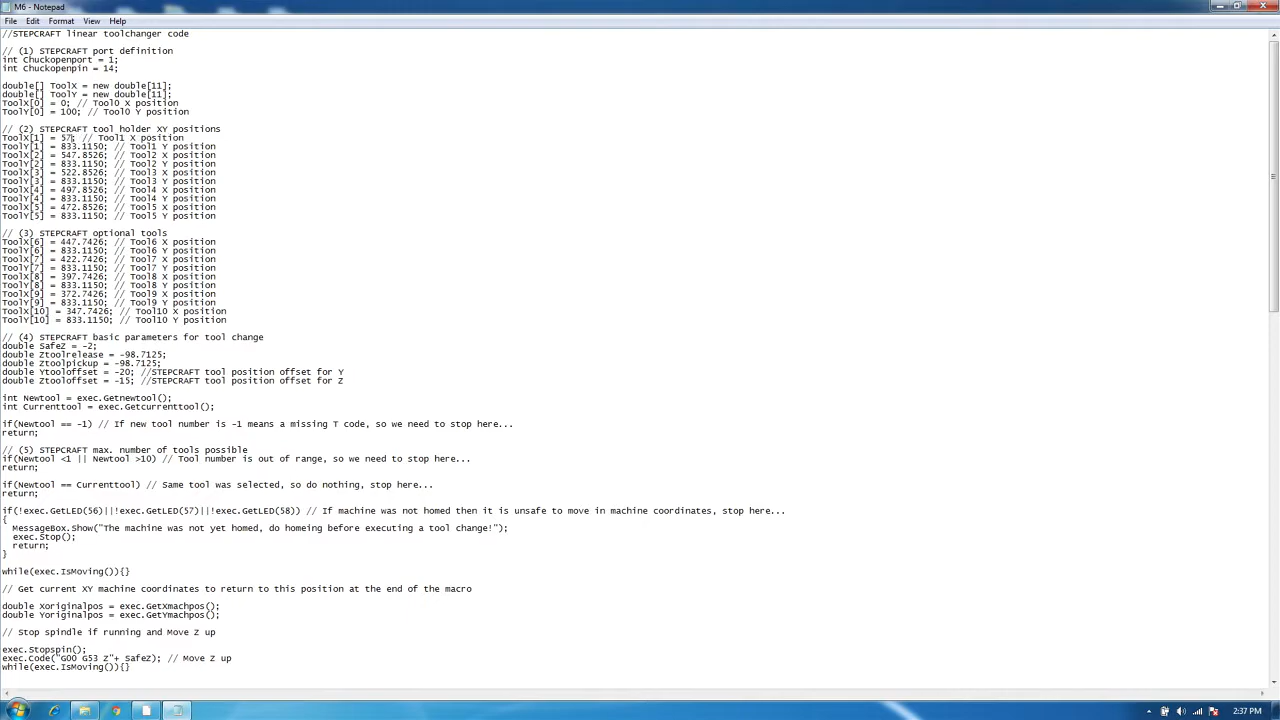 M6 - Notepad
File Edit Format View Help
//STEPCRAFT linear toolchanger code
// (1) STEPCRAFT port definition
int Chuckopenport = 1;
int Chuckopenpin = 14;
double[] ToolX = new double[11];
double[] ToolY = new double[11];
ToolX[0] = 0; // Tool0 X position
ToolY[0] = 100; // Tool0 Y position
// (2) STEPCRAFT tool holder XY positions
ToolX[1] = 57; // Tool1 X position
ToolY[1] = 833.1150; // Tool1 Y position
ToolX[2] = 547.8526; // Tool2 X position
ToolY[2] = 833.1150; // Tool2 Y position
ToolX[3] = 522.8526; // Tool3 X position
ToolY[3] = 833.1150; // Tool3 Y position
ToolX[4] = 497.8526; // Tool4 X position
ToolY[4] = 833.1150; // Tool4 Y position
ToolX[5] = 472.8526; // Tool5 X position
ToolY[5] = 833.1150; // Tool5 Y position
// (3) STEPCRAFT optional tools
ToolX[6] = 447.7426; // Tool6 X position
ToolY[6] = 833.1150; // Tool6 Y position
ToolX[7] = 422.7426; // Tool7 X position
ToolY[7] = 833.1150; // Tool7 Y position
ToolX[8] = 397.7426; // Tool8 X position
ToolY[8] = 833.1150; // Tool8 Y position
ToolX[9] = 372.7426; // Tool9 X position
ToolY[9] = 833.1150; // Tool9 Y position
ToolX[10] = 347.7426; // Tool10 X position
ToolY[10] = 833.1150; // Tool10 Y position
// (4) STEPCRAFT basic parameters for tool change
double SafeZ = -2;
double Ztoolrelease = -98.7125;
double Ztoolpickup = -98.7125;
double Ytooloffset = -20; //STEPCRAFT tool position offset for Y
double Ztooloffset = -15; //STEPCRAFT tool position offset for Z
int Newtool = exec.Getnewtool();
int Currenttool = exec.Getcurrenttool();
if(Newtool == -1) // If new tool number is -1 means a missing T code, so we need to stop here...
return;
// (5) STEPCRAFT max. number of tools possible
if(Newtool <1 || Newtool >10) // Tool number is out of range, so we need to stop here...
return;
if(Newtool == Currenttool) // Same tool was selected, so do nothing, stop here...
return;
if(!exec.GetLED(56)||!exec.GetLED(57)||!exec.GetLED(58)) // If machine was not homed then it is unsafe to move in machine coordinates, stop here...
{
MessageBox.Show("The machine was not yet homed, do homeing before executing a tool change!");
exec.Stop();
return;
}
while(exec.IsMoving()){}
// Get current XY machine coordinates to return to this position at the end of the macro
double Xoriginalpos = exec.GetXmachpos();
double Yoriginalpos = exec.GetYmachpos();
// Stop spindle if running and Move Z up
exec.Stopspin();
exec.Code("G00 G53 Z"+ SafeZ); // Move Z up
while(exec.IsMoving()){}
2:37 PM